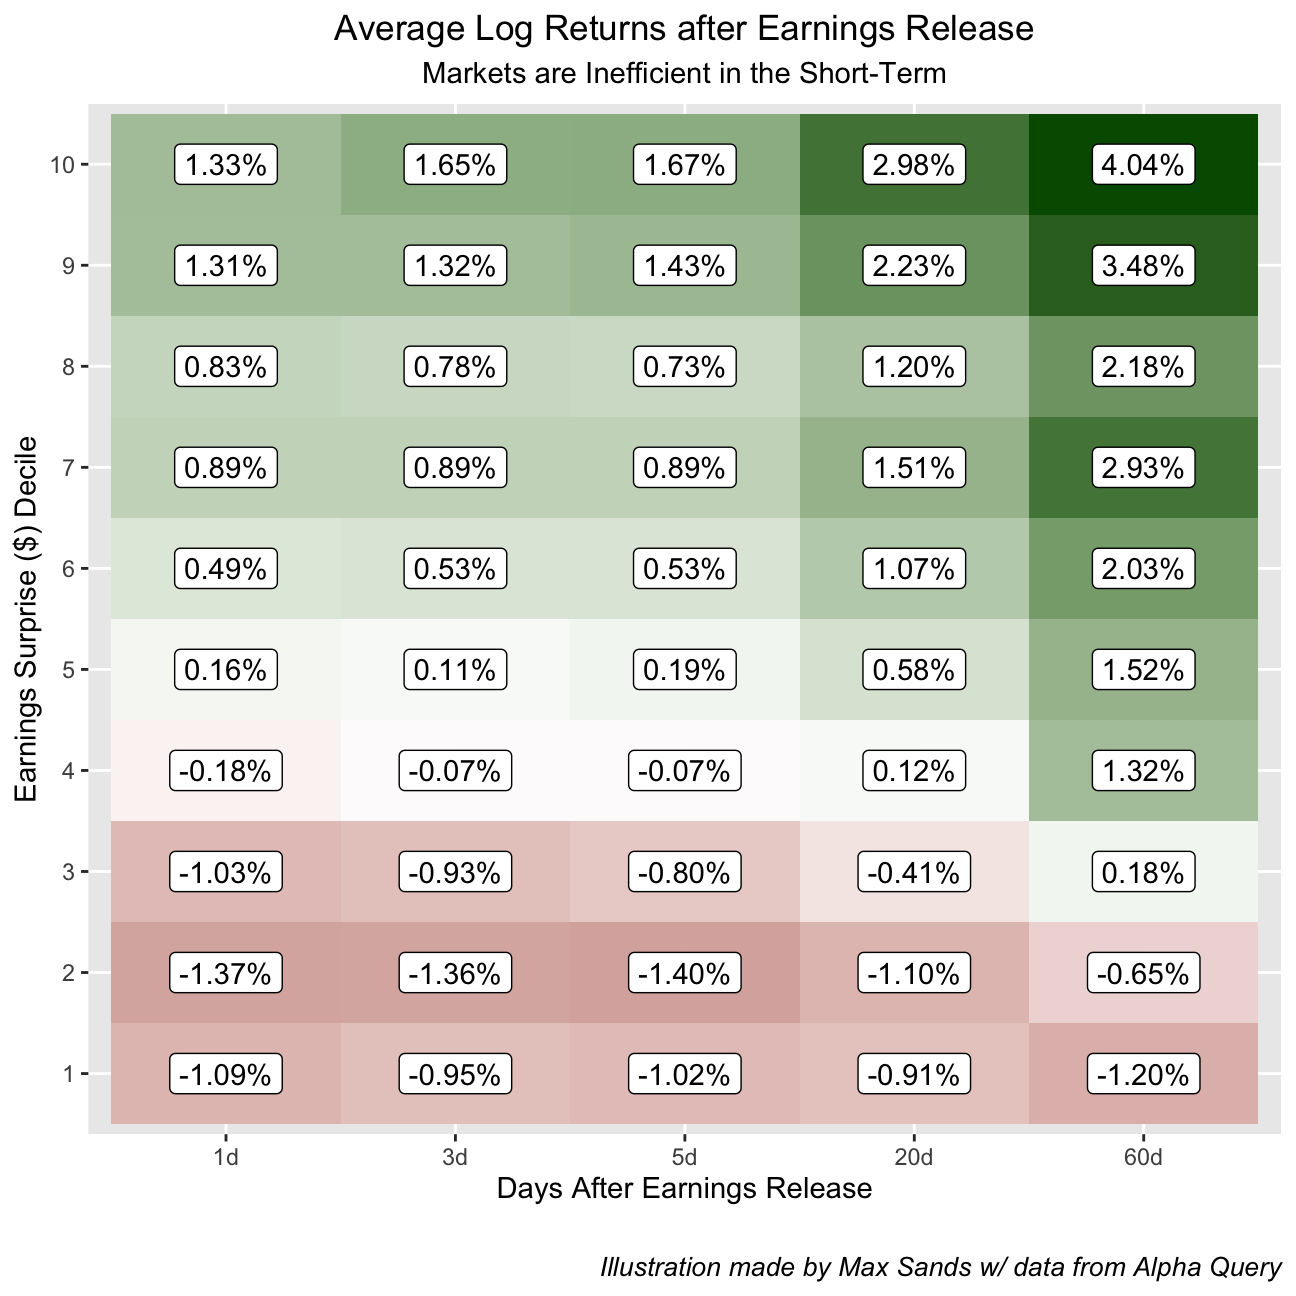 Average Log Returns after Earnings Release
Markets are Inefficient in the Short-Term
Earnings Surprise ($) Decile
10 1.33% 1.65% 1.67% 2.98% 4.04%
9 1.31% 1.32% 1.43% 2.23% 3.48%
8 0.83% 0.78% 0.73% 1.20% 2.18%
7 0.89% 0.89% 0.89% 1.51% 2.93%
6 0.49% 0.53% 0.53% 1.07% 2.03%
5 0.16% 0.11% 0.19% 0.58% 1.52%
4 -0.18% -0.07% -0.07% 0.12% 1.32%
3 -1.03% -0.93% -0.80% -0.41% 0.18%
2 -1.37% -1.36% -1.40% -1.10% -0.65%
1 -1.09% -0.95% -1.02% -0.91% -1.20%
1d 3d 5d 20d 60d
Days After Earnings Release
Illustration made by Max Sands w/ data from Alpha Query